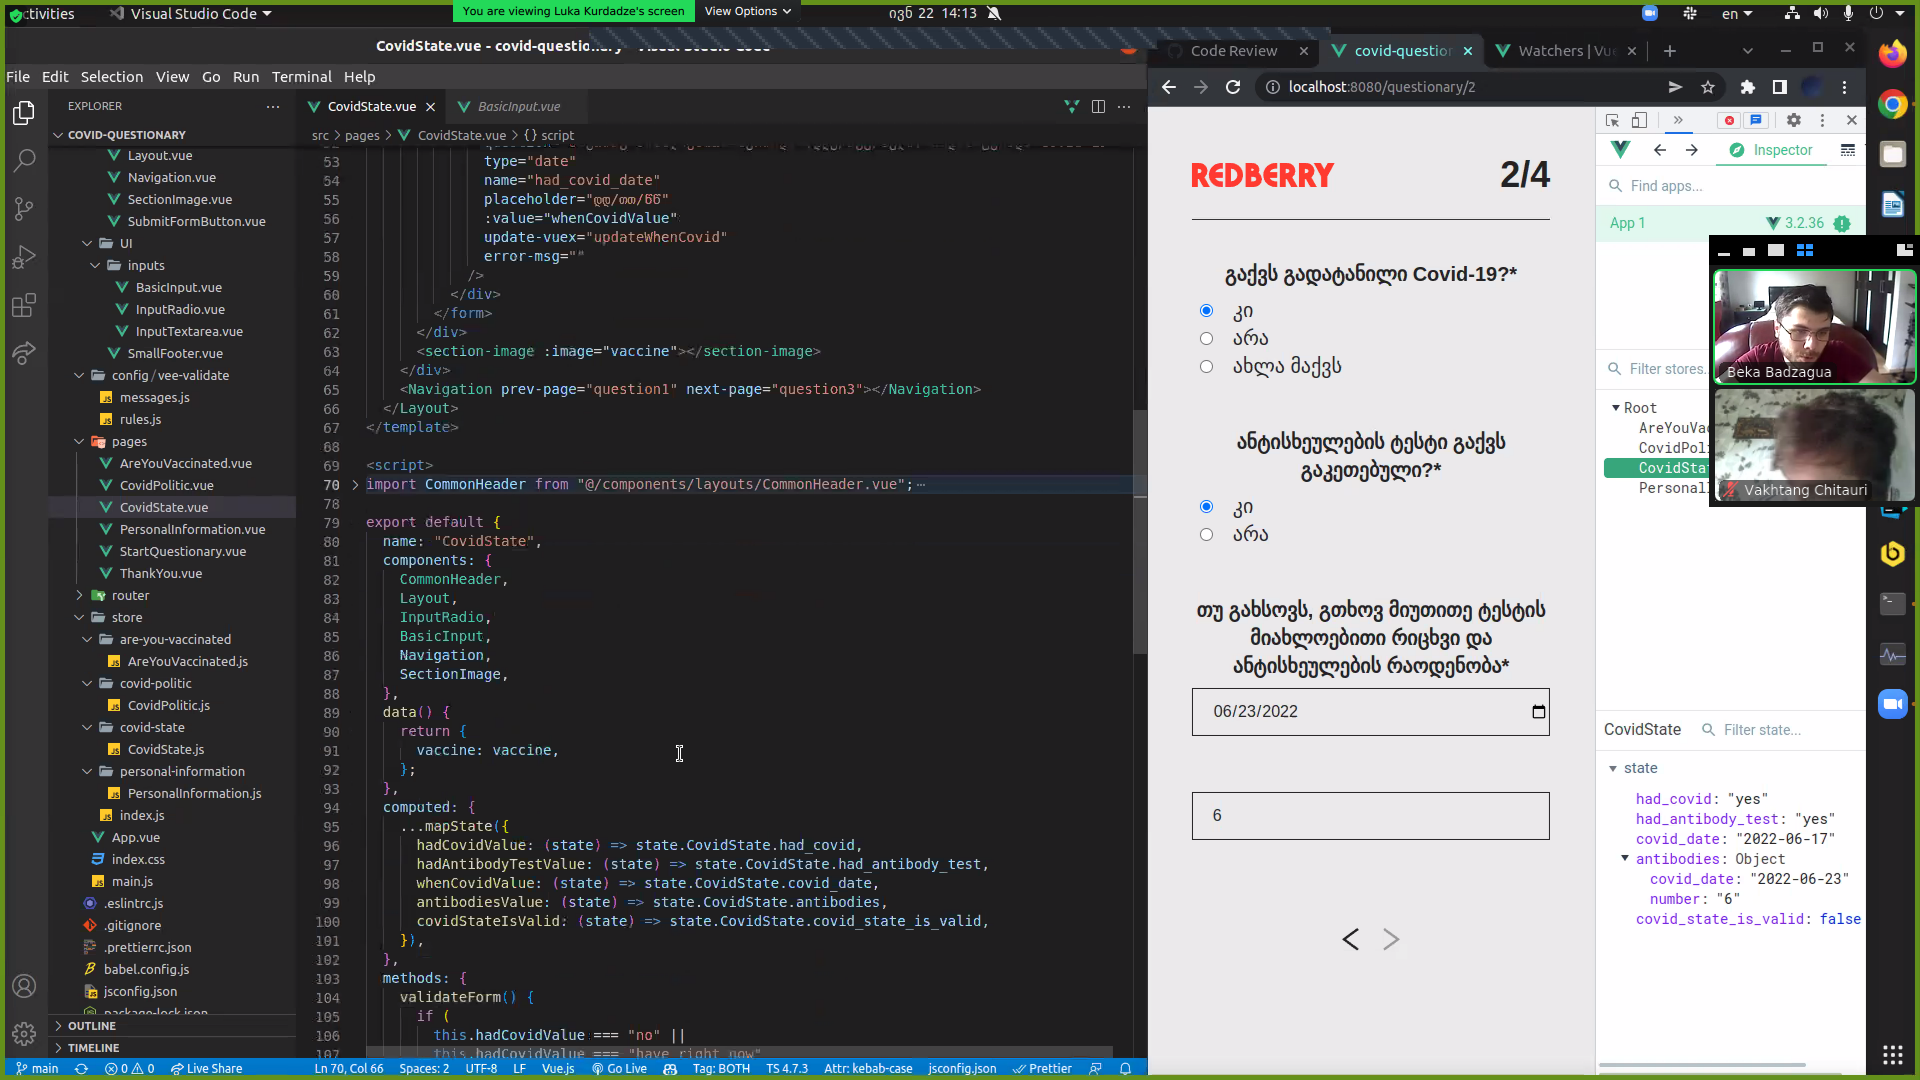 Activities
Visual Studio Code
You are viewing Luka Kurdadze's screen
View Options
ივნ 22 14:13
en
CovidState.vue - covid-questionary - Visual Studio Code
File Edit Selection View Go Run Terminal Help
EXPLORER
COVID-QUESTIONARY
Layout.vue
Navigation.vue
SectionImage.vue
SubmitFormButton.vue
UI
inputs
BasicInput.vue
InputRadio.vue
InputTextarea.vue
SmallFooter.vue
config/vee-validate
messages.js
rules.js
pages
AreYouVaccinated.vue
CovidPolitic.vue
CovidState.vue
PersonalInformation.vue
StartQuestionary.vue
ThankYou.vue
router
store
are-you-vaccinated
AreYouVaccinated.js
covid-politic
CovidPolitic.js
covid-state
CovidState.js
personal-information
PersonalInformation.js
index.js
App.vue
index.css
main.js
.eslintrc.js
.gitignore
.prettierrc.json
babel.config.js
jsconfig.json
package-lock.json
OUTLINE
TIMELINE
CovidState.vue
BasicInput.vue
src > pages > CovidState.vue > {} script
53 type="date"
54 name="had_covid_date"
55 placeholder="დდ/თთ/წწ"
56 :value="whenCovidValue"
57 update-vuex="updateWhenCovid"
58 error-msg=""
59 />
60 </div>
61 </form>
62 </div>
63 <section-image :image="vaccine"></section-image>
64 </div>
65 <Navigation prev-page="question1" next-page="question3"></Navigation>
66 </Layout>
67 </template>
68
69 <script>
70 import CommonHeader from "@/components/layouts/CommonHeader.vue";
78
79 export default {
80 name: "CovidState",
81 components: {
82 CommonHeader,
83 Layout,
84 InputRadio,
85 BasicInput,
86 Navigation,
87 SectionImage,
88 },
89 data() {
90 return {
91 vaccine: vaccine,
92 };
93 },
94 computed: {
95 ...mapState({
96 hadCovidValue: (state) => state.CovidState.had_covid,
97 hadAntibodyTestValue: (state) => state.CovidState.had_antibody_test,
98 whenCovidValue: (state) => state.CovidState.covid_date,
99 antibodiesValue: (state) => state.CovidState.antibodies,
100 covidStateIsValid: (state) => state.CovidState.covid_state_is_valid,
101 }),
102 },
103 methods: {
104 validateForm() {
105 if (
106 this.hadCovidValue === "no" ||
107 this.hadCovidValue === "have right now"
main
0 0
Live Share
Ln 70, Col 66
Spaces: 2
UTF-8
LF
Vue.js
Go Live
Tag: BOTH
TS 4.7.3
Attr: kebab-case
jsconfig.json
Prettier
Code Review
covid-question
Watchers | Vue
localhost:8080/questionary/2
REDBERRY
2/4
გაქვს გადატანილი Covid-19?*
კი
არა
ახლა მაქვს
ანტისხეულების ტესტი გაქვს
გაკეთებული?*
კი
არა
თუ გახსოვს, გთხოვ მიუთითე ტესტის
მიახლოებითი რიცხვი და
ანტისხეულების რაოდენობა*
06/23/2022
6
Inspector
Find apps...
App 1
3.2.36
Filter stores...
Root
AreYouVa
CovidPoli
CovidSta
Personal
Beka Badzagua
Vakhtang Chitauri
CovidState
Filter state...
state
had_covid: "yes"
had_antibody_test: "yes"
covid_date: "2022-06-17"
antibodies: Object
covid_date: "2022-06-23"
number: "6"
covid_state_is_valid: false